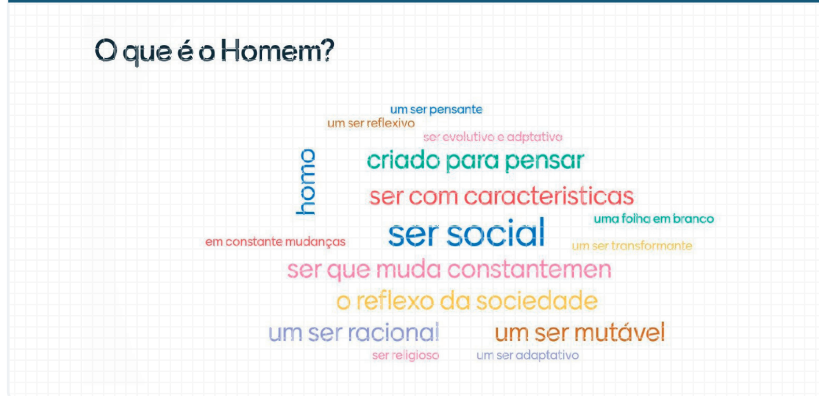 O que é o Homem?
um ser pensante
um ser reflexivo
ser evolutivo e adptativo
homo
criado para pensar
ser com caracteristicas
uma folha em branco
em constante mudanças
ser social
um ser transformante
ser que muda constantemen
o reflexo da sociedade
um ser racional
um ser mutável
ser religioso
um ser adaptativo